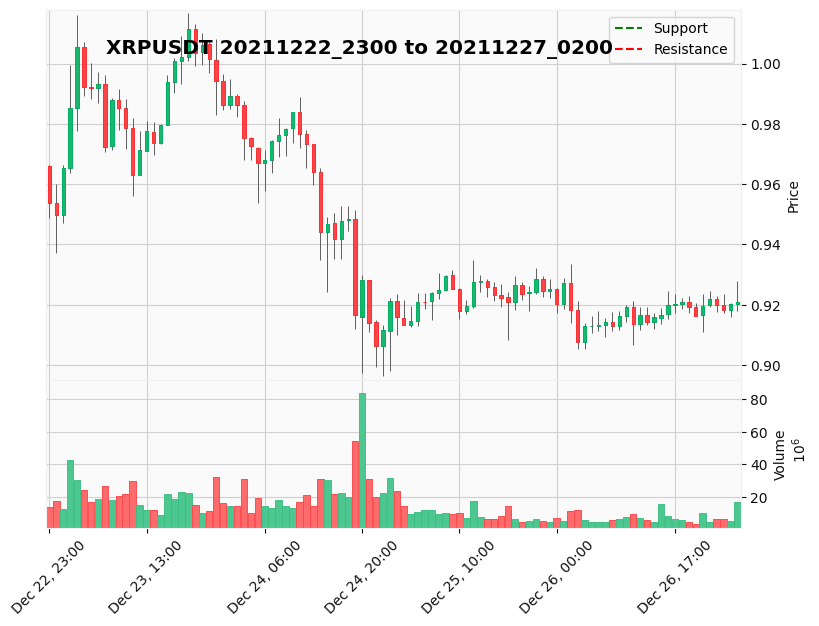 XRPUSDT 20211222_2300 to 20211227_0200
Support
Resistance
1.00
0.98
0.96
0.94
0.92
0.90
Price
80
60
40
20
Volume
10^6
Dec 22, 23:00
Dec 23, 13:00
Dec 24, 06:00
Dec 24, 20:00
Dec 25, 10:00
Dec 26, 00:00
Dec 26, 17:00